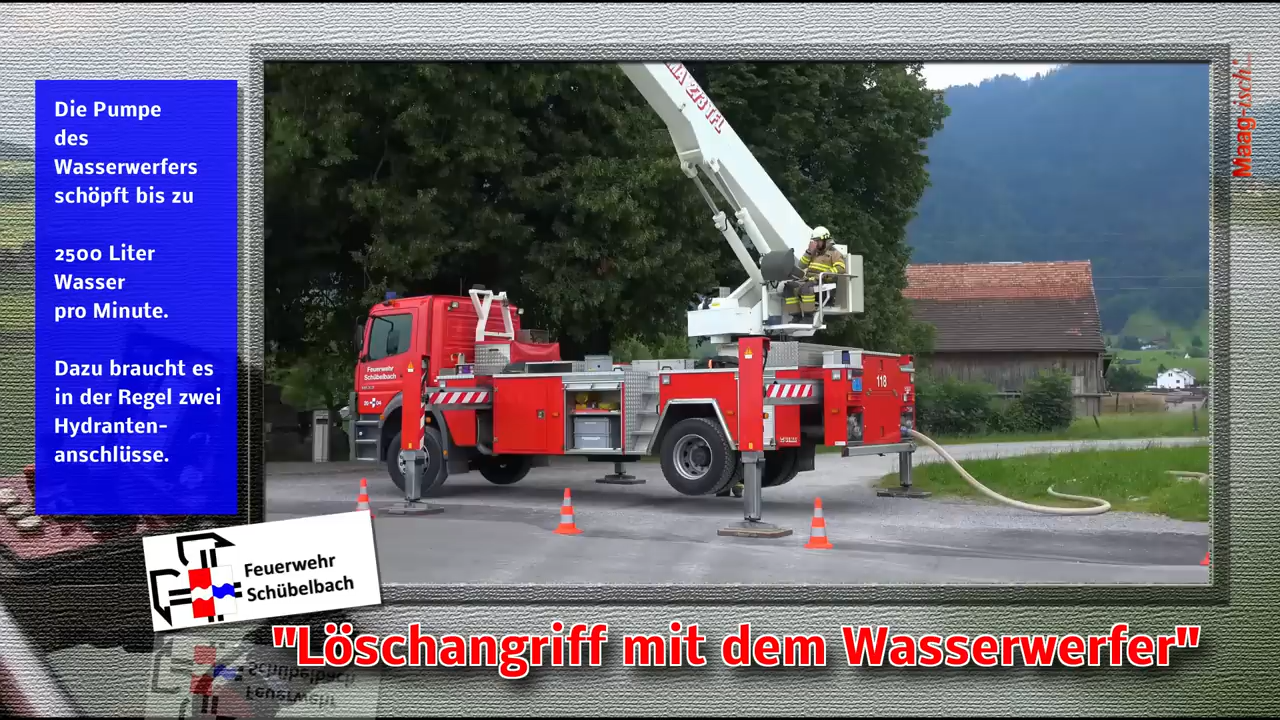 Die Pumpe
des
Wasserwerfers
schöpft bis zu
2500 Liter
Wasser
pro Minute.
Dazu braucht es
in der Regel zwei
Hydranten-
anschlüsse.
Maag-isch...
Feuerwehr
Schübelbach
118
Feuerwehr
Schübelbach
"Löschangriff mit dem Wasserwerfer"